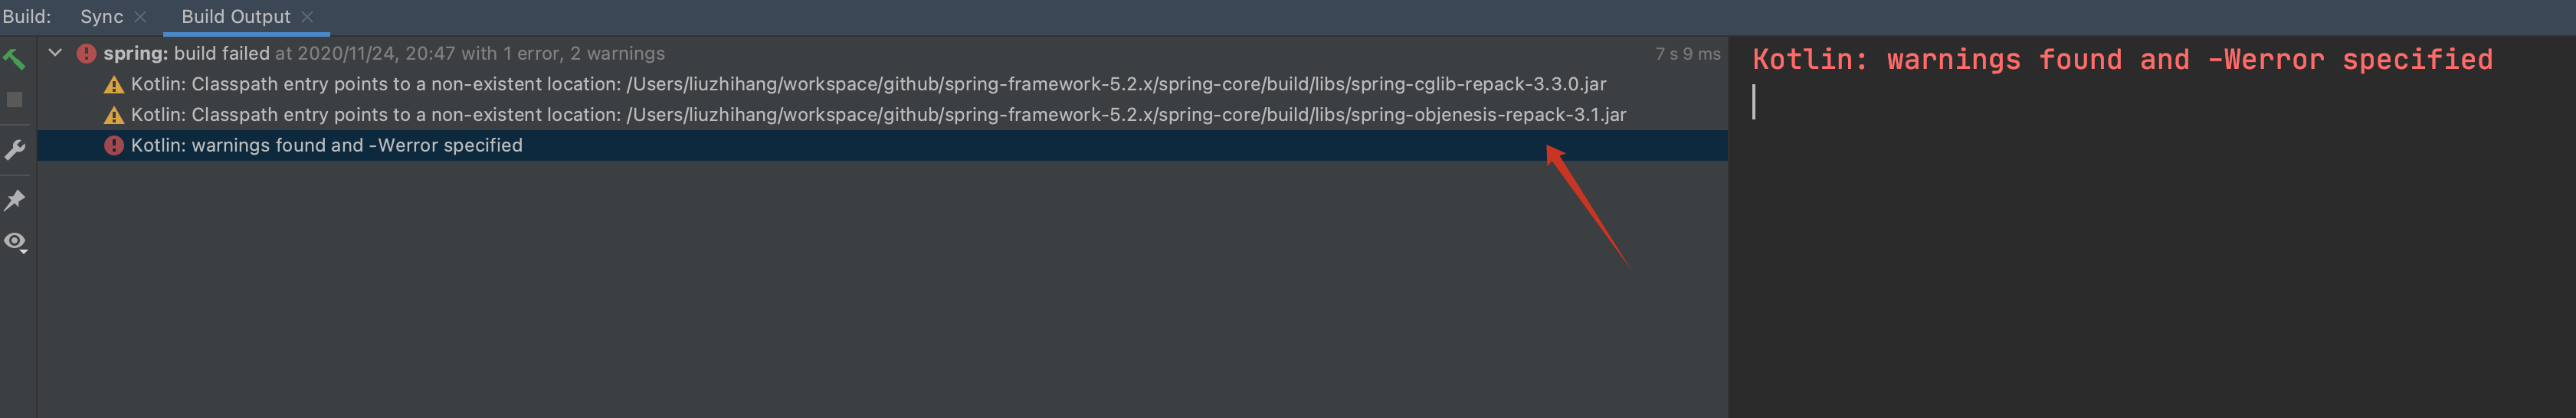 Build: Sync Build Output
spring: build failed at 2020/11/24, 20:47 with 1 error, 2 warnings 7 s 9 ms
Kotlin: Classpath entry points to a non-existent location: /Users/liuzhihang/workspace/github/spring-framework-5.2.x/spring-core/build/libs/spring-cglib-repack-3.3.0.jar
Kotlin: Classpath entry points to a non-existent location: /Users/liuzhihang/workspace/github/spring-framework-5.2.x/spring-core/build/libs/spring-objenesis-repack-3.1.jar
Kotlin: warnings found and -Werror specified
Kotlin: warnings found and -Werror specified